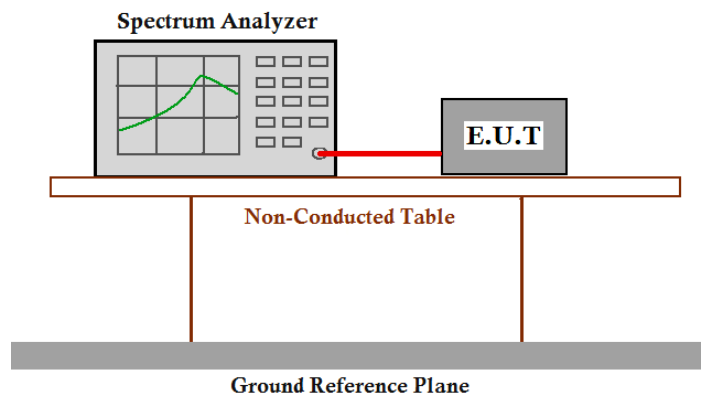 Spectrum Analyzer
E.U.T
Non-Conducted Table
Ground Reference Plane